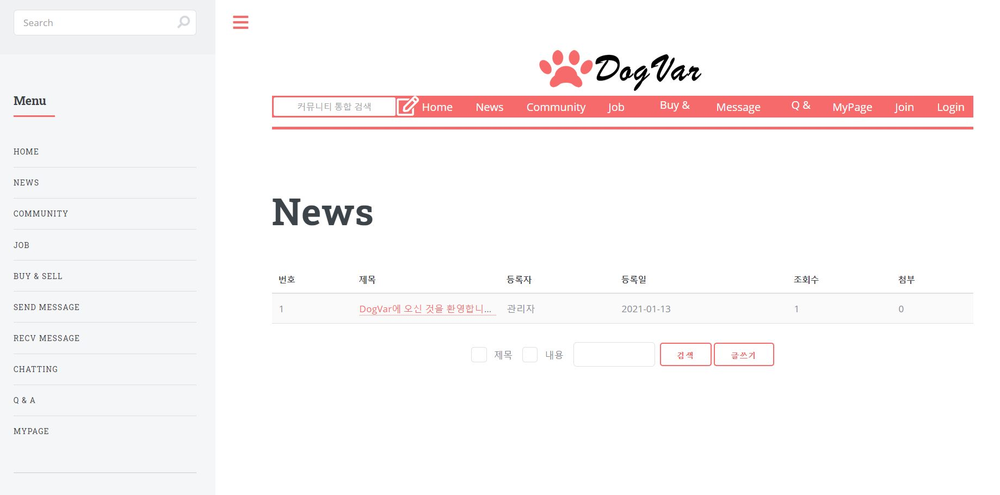 Search
Menu
HOME
NEWS
COMMUNITY
JOB
BUY & SELL
SEND MESSAGE
RECV MESSAGE
CHATTING
Q & A
MYPAGE
DogVar
커뮤니티 통합 검색 Home News Community Job Buy & Message Q & MyPage Join Login
News
번호 제목 등록자 등록일 조회수 첨부
1 DogVar에 오신 것을 환영합니... 관리자 2021-01-13 1 0
제목 내용 검색 글쓰기